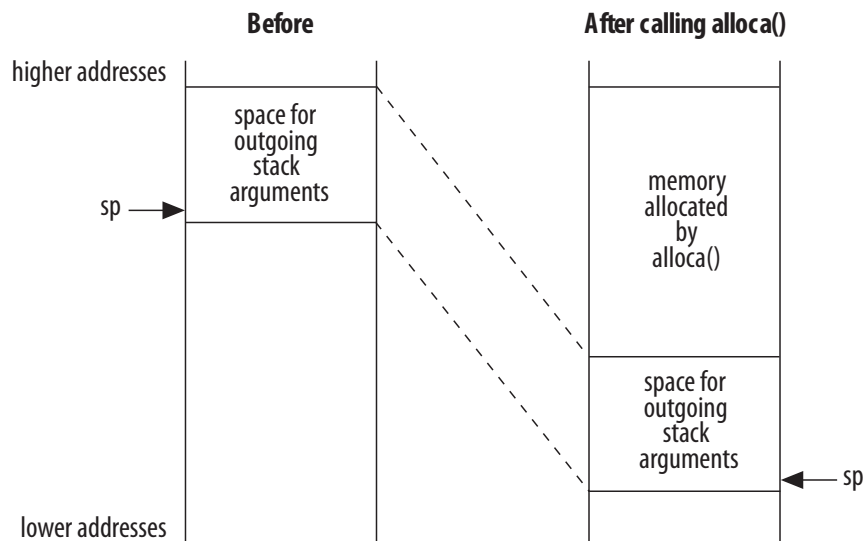 Before
After calling alloca()
higher addresses
space for
outgoing
stack
arguments
sp
memory
allocated
by
alloca()
space for
outgoing
stack
arguments
sp
lower addresses